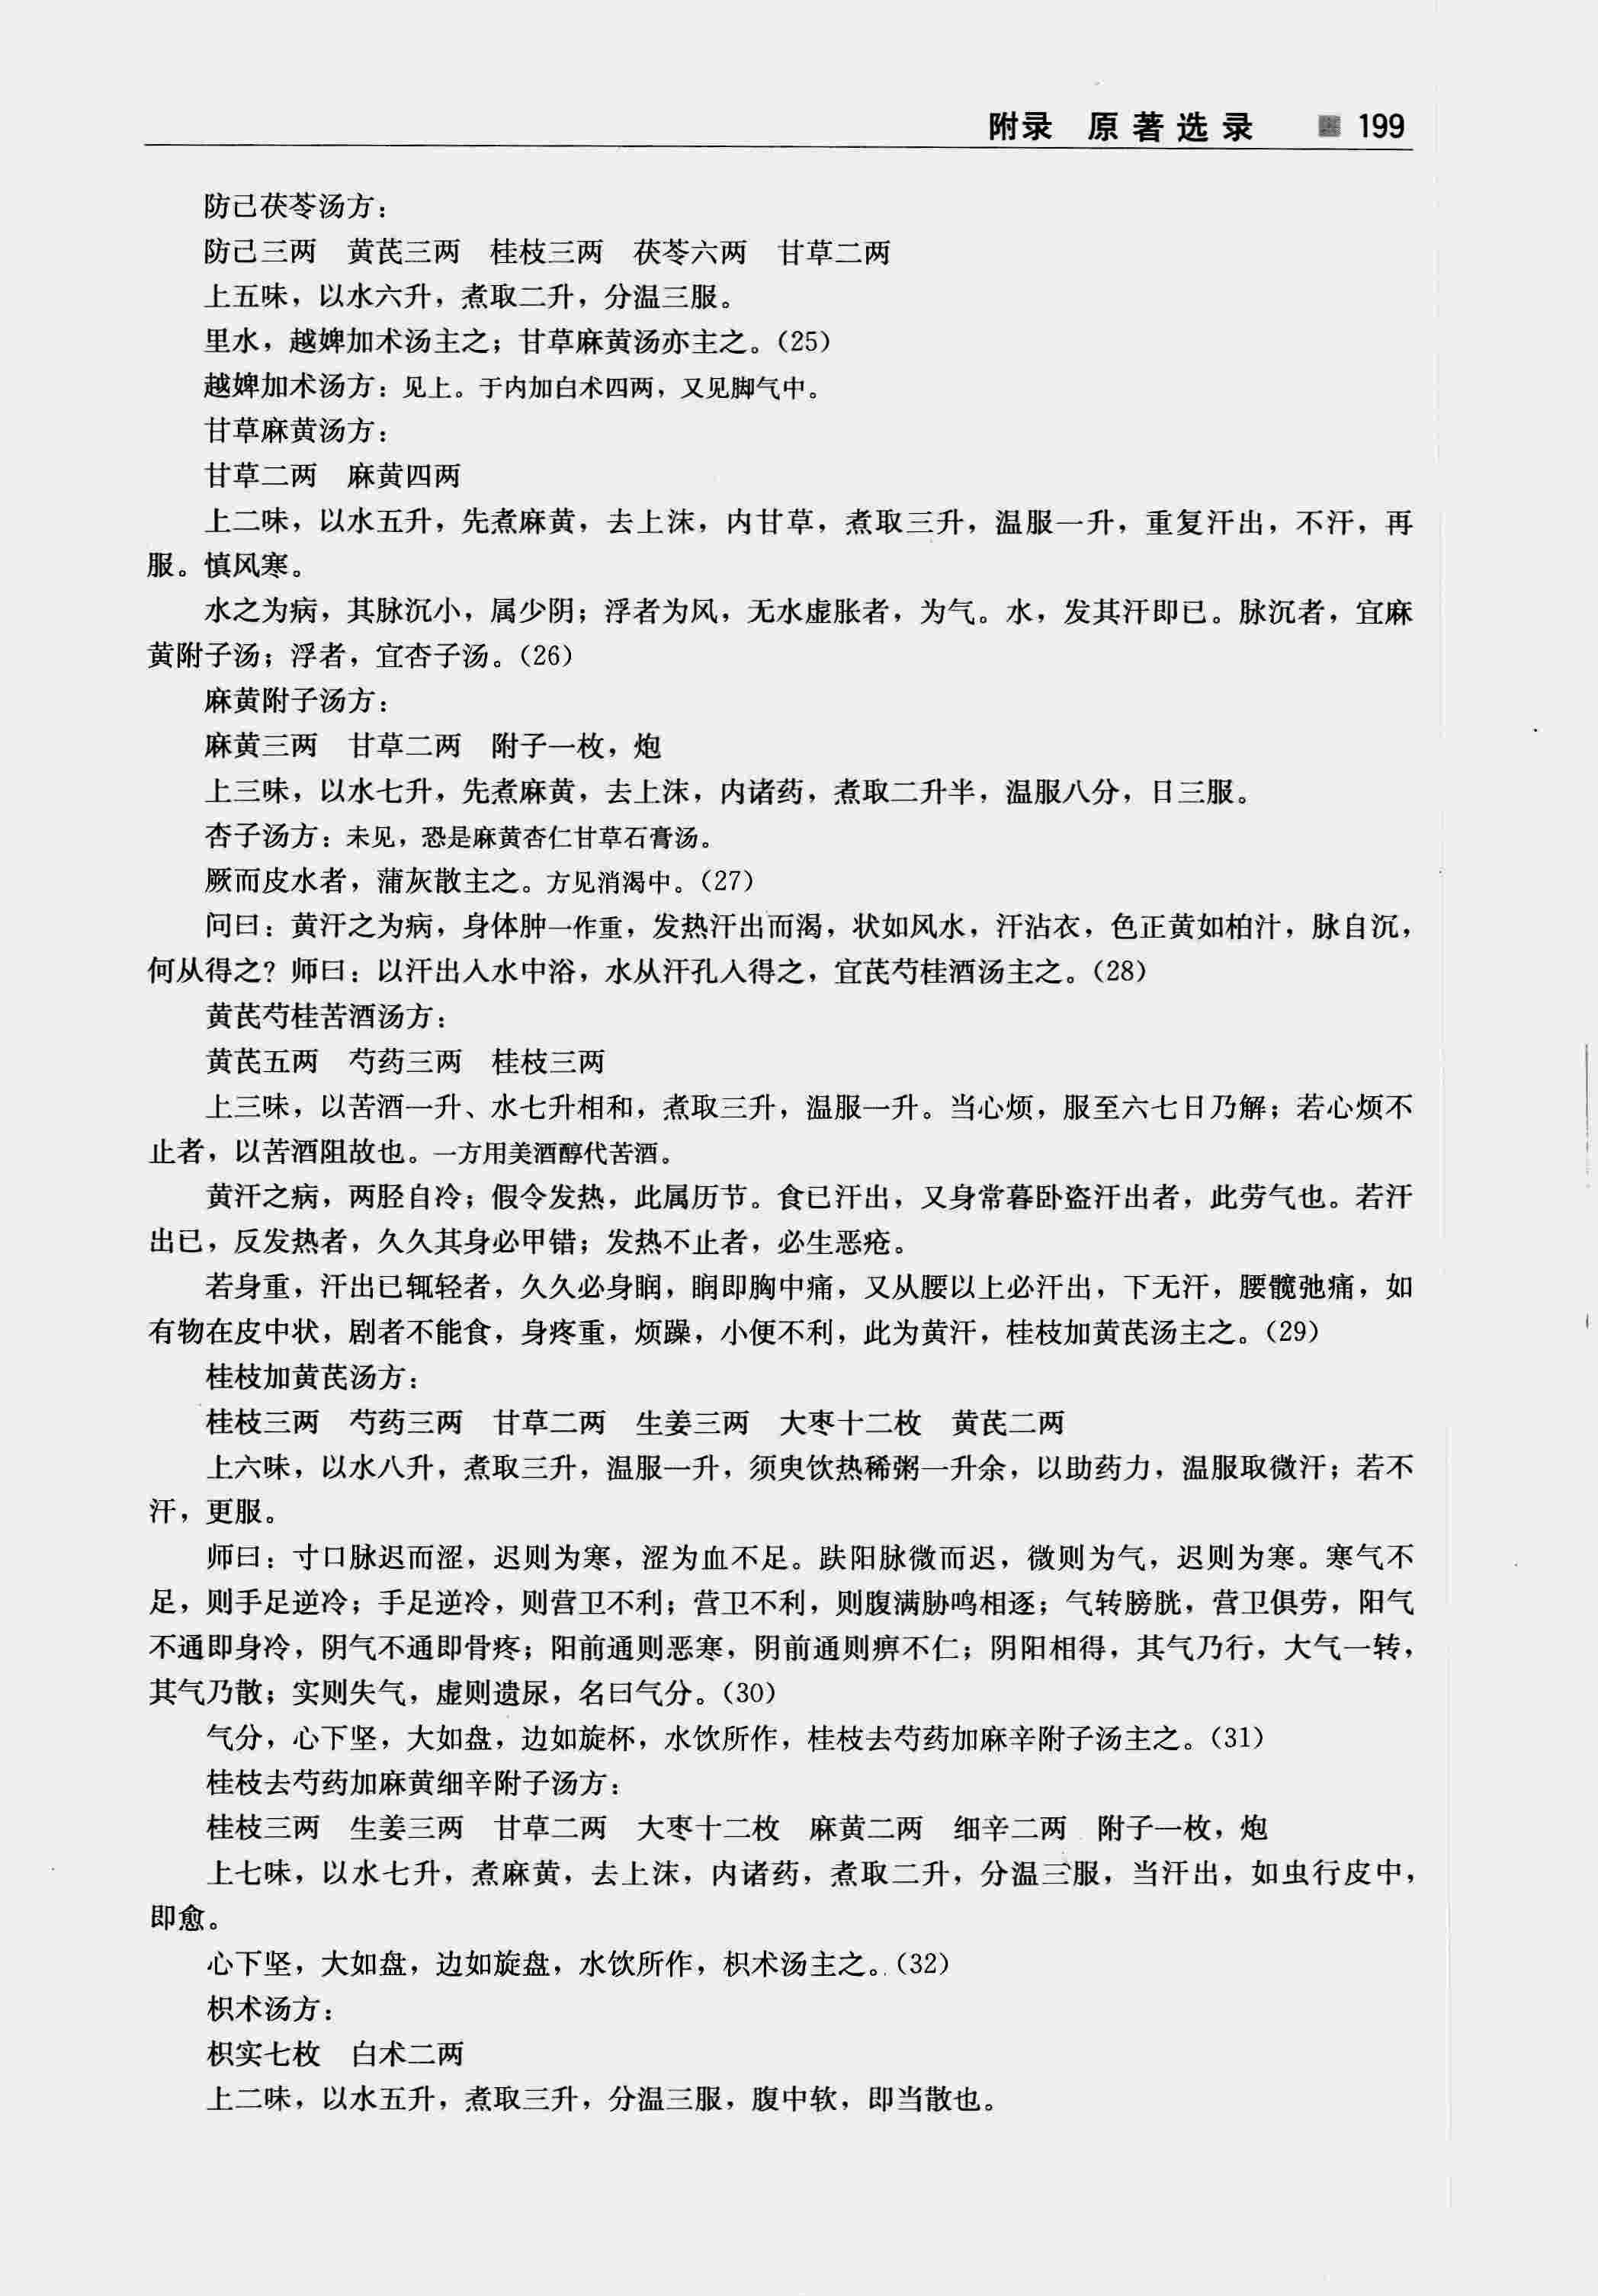 附录 原著选录 199
防己茯苓汤方：
防己三两 黄芪三两 桂枝三两 茯苓六两 甘草二两
上五味，以水六升，煮取二升，分温三服。
里水，越婢加术汤主之；甘草麻黄汤亦主之。（25）
越婢加术汤方：见上。于内加白术四两，又见脚气中。
甘草麻黄汤方：
甘草二两 麻黄四两
上二味，以水五升，先煮麻黄，去上沫，内甘草，煮取三升，温服一升，重复汗出，不汗，再
服。慎风寒。
水之为病，其脉沉小，属少阴；浮者为风，无水虚胀者，为气。水，发其汗即已。脉沉者，宜麻
黄附子汤；浮者，宜杏子汤。（26）
麻黄附子汤方：
麻黄三两 甘草二两 附子一枚，炮
上三味，以水七升，先煮麻黄，去上沫，内诸药，煮取二升半，温服八分，日三服。
杏子汤方：未见，恐是麻黄杏仁甘草石膏汤。
厥而皮水者，蒲灰散主之。方见消渴中。（27）
问曰：黄汗之为病，身体肿一作重，发热汗出而渴，状如风水，汗沾衣，色正黄如柏汁，脉自沉，
何从得之？师曰：以汗出入水中浴，水从汗孔入得之，宜芪芍桂酒汤主之。（28）
黄芪芍桂苦酒汤方：
黄芪五两 芍药三两 桂枝三两
上三味，以苦酒一升、水七升相和，煮取三升，温服一升。当心烦，服至六七日乃解；若心烦不
止者，以苦酒阻故也。一方用美酒醇代苦酒。
黄汗之病，两胫自冷；假令发热，此属历节。食已汗出，又身常暮卧盗汗出者，此劳气也。若汗
出已，反发热者，久久其身必甲错；发热不止者，必生恶疮。
若身重，汗出已辄轻者，久久必身瞤，瞤即胸中痛，又从腰以上必汗出，下无汗，腰髋弛痛，如
有物在皮中状，剧者不能食，身疼重，烦躁，小便不利，此为黄汗，桂枝加黄芪汤主之。（29）
桂枝加黄芪汤方：
桂枝三两 芍药三两 甘草二两 生姜三两 大枣十二枚 黄芪二两
上六味，以水八升，煮取三升，温服一升，须臾饮热稀粥一升余，以助药力，温服取微汗；若不
汗，更服。
师曰：寸口脉迟而涩，迟则为寒，涩为血不足。趺阳脉微而迟，微则为气，迟则为寒。寒气不
足，则手足逆冷；手足逆冷，则营卫不利；营卫不利，则腹满胁鸣相逐；气转膀胱，营卫俱劳，阳气
不通即身冷，阴气不通即骨疼；阳前通则恶寒，阴前通则痹不仁；阴阳相得，其气乃行，大气一转，
其气乃散；实则失气，虚则遗尿，名曰气分。（30）
气分，心下坚，大如盘，边如旋杯，水饮所作，桂枝去芍药加麻辛附子汤主之。（31）
桂枝去芍药加麻黄细辛附子汤方：
桂枝三两 生姜三两 甘草二两 大枣十二枚 麻黄二两 细辛二两 附子一枚，炮
上七味，以水七升，煮麻黄，去上沫，内诸药，煮取二升，分温三服，当汗出，如虫行皮中，
即愈。
心下坚，大如盘，边如旋盘，水饮所作，枳术汤主之。（32）
枳术汤方：
枳实七枚 白术二两
上二味，以水五升，煮取三升，分温三服，腹中软，即当散也。